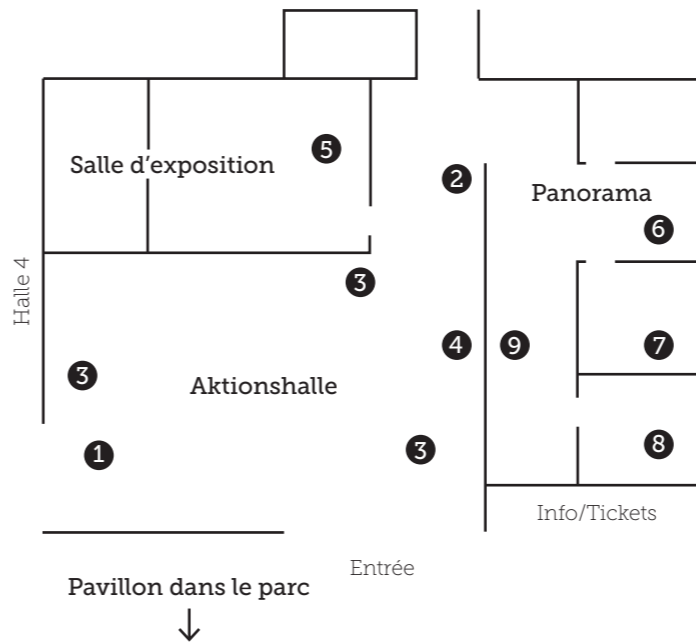 5
Salle d'exposition
2
Panorama
6
Halle 4
3
4
9
7
3
Aktionshalle
1
3
8
Info/Tickets
Entrée
Pavillon dans le parc